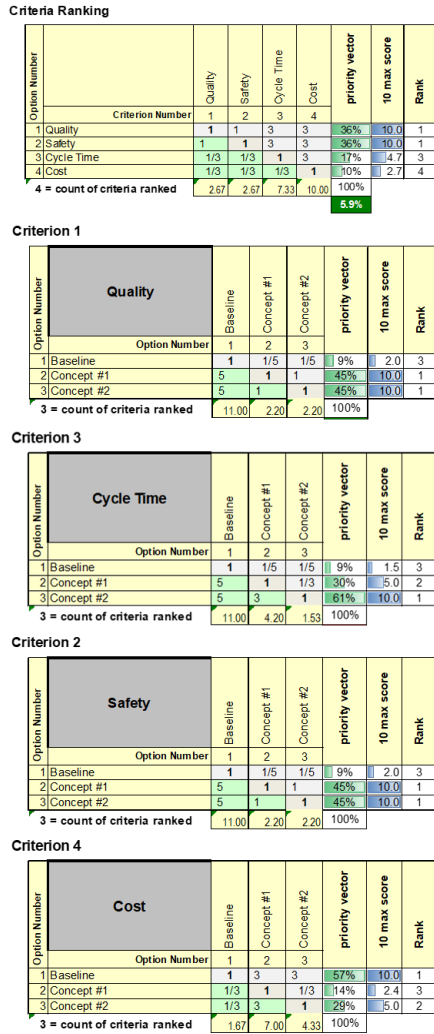 Criteria Ranking
Option Number Quality Safety Cycle Time Cost priority vector 10 max score Rank
Criterion Number 1 2 3 4
1 Quality 1 1 3 3 36% 10.0 1
2 Safety 1 1 3 3 36% 10.0 1
3 Cycle Time 1/3 1/3 1 3 17% 4.7 3
4 Cost 1/3 1/3 1/3 1 10% 2.7 4
4 = count of criteria ranked 2.67 2.67 7.33 10.00 100%
5.9%
Criterion 1
Option Number Quality Baseline Concept #1 Concept #2 priority vector 10 max score Rank
Option Number 1 2 3
1 Baseline 1 1/5 1/5 9% 2.0 3
2 Concept #1 5 1 1 45% 10.0 1
3 Concept #2 5 1 1 45% 10.0 1
3 = count of criteria ranked 11.00 2.20 2.20 100%
Criterion 3
Option Number Cycle Time Baseline Concept #1 Concept #2 priority vector 10 max score Rank
Option Number 1 2 3
1 Baseline 1 1/5 1/5 9% 1.5 3
2 Concept #1 5 1 1/3 30% 5.0 2
3 Concept #2 5 3 1 61% 10.0 1
3 = count of criteria ranked 11.00 4.20 1.53 100%
Criterion 2
Option Number Safety Baseline Concept #1 Concept #2 priority vector 10 max score Rank
Option Number 1 2 3
1 Baseline 1 1/5 1/5 9% 2.0 3
2 Concept #1 5 1 1 45% 10.0 1
3 Concept #2 5 1 1 45% 10.0 1
3 = count of criteria ranked 11.00 2.20 2.20 100%
Criterion 4
Option Number Cost Baseline Concept #1 Concept #2 priority vector 10 max score Rank
Option Number 1 2 3
1 Baseline 1 3 3 57% 10.0 1
2 Concept #1 1/3 1 1/3 14% 2.4 3
3 Concept #2 1/3 3 1 29% 5.0 2
3 = count of criteria ranked 1.67 7.00 4.33 100%